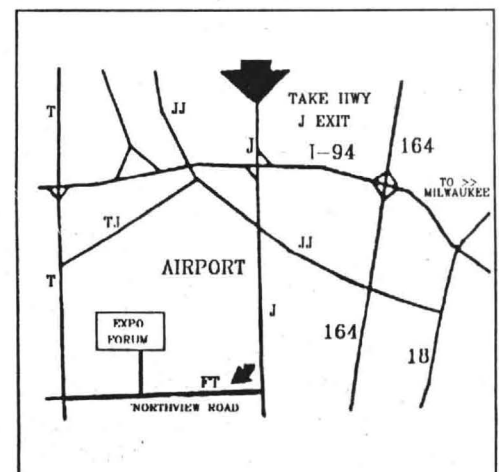 T
JJ
TAKE HWY
J EXIT
J
I-94
164
TO >>
MILWAUKEE
TJ
JJ
T
AIRPORT
J
EXPO
FORUM
164
18
FT
NORTHVIEW ROAD